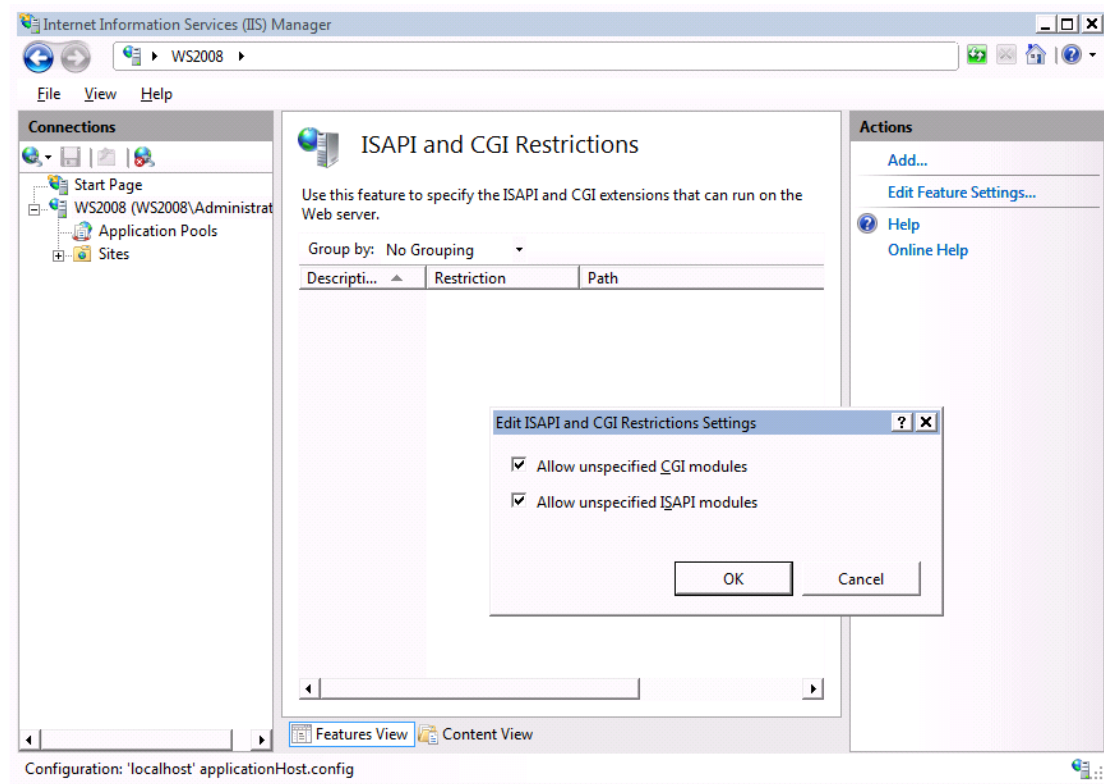 Internet Information Services (IIS) Manager
WS2008
File View Help
Connections
Start Page
WS2008 (WS2008\Administrat
Application Pools
Sites
ISAPI and CGI Restrictions
Use this feature to specify the ISAPI and CGI extensions that can run on the
Web server.
Group by: No Grouping
Descripti... Restriction Path
Edit ISAPI and CGI Restrictions Settings
Allow unspecified CGI modules
Allow unspecified ISAPI modules
OK Cancel
Features View Content View
Actions
Add...
Edit Feature Settings...
Help
Online Help
Configuration: 'localhost' applicationHost.config